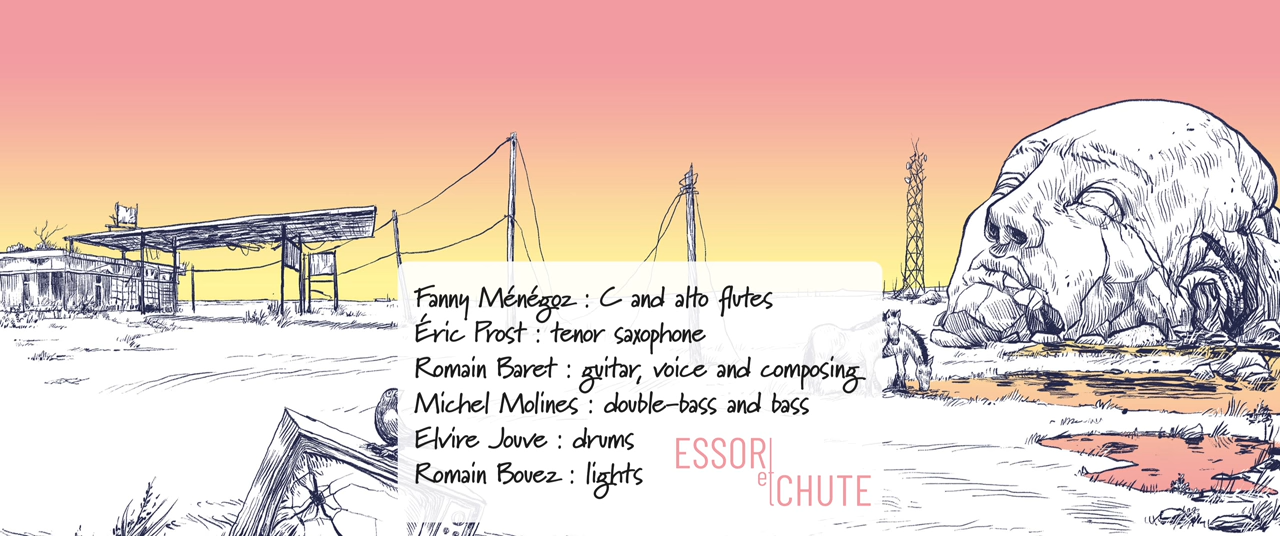 Fanny Ménégoz : C and alto flutes
Éric Prost : tenor saxophone
Romain Baret : guitar, voice and composing
Michel Molines : double-bass and bass
Elvire Jouve : drums
Romain Bouez : lights
ESSOR
et
CHUTE